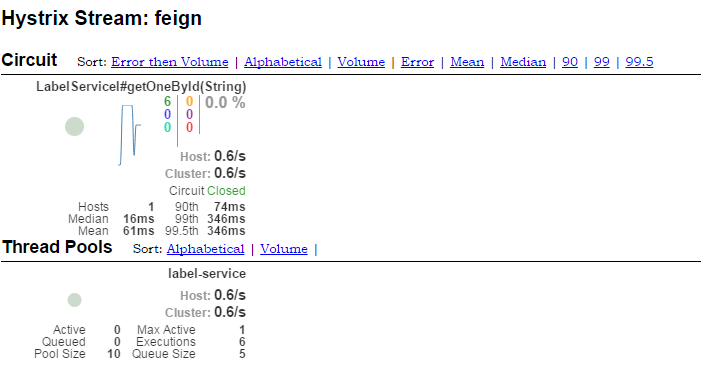 Hystrix Stream: feign
Circuit Sort: Error then Volume | Alphabetical | Volume | Error | Mean | Median | 90 | 99 | 99.5
LabelServiceI#getOneById(String)
6 0 0.0 %
0 0
0 0
Host: 0.6/s
Cluster: 0.6/s
Circuit Closed
Hosts 1 90th 74ms
Median 16ms 99th 346ms
Mean 61ms 99.5th 346ms
Thread Pools Sort: Alphabetical | Volume |
label-service
Host: 0.6/s
Cluster: 0.6/s
Active 0 Max Active 1
Queued 0 Executions 6
Pool Size 10 Queue Size 5